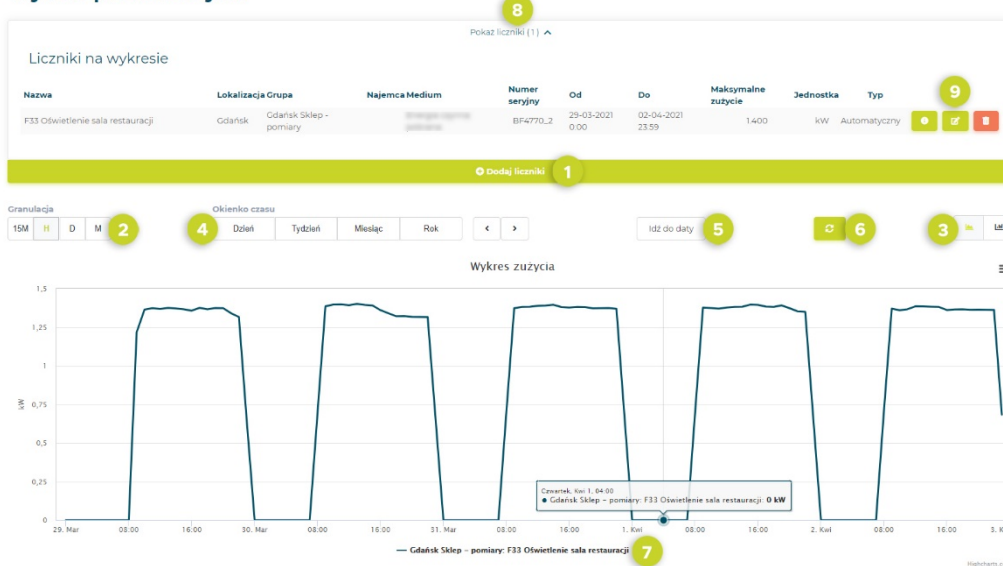 8
Pokaż liczniki (1)
Liczniki na wykresie
9
Nazwa Lokalizacja Grupa Najemca Medium Numer seryjny Od Do Maksymalne zużycie Jednostka Typ
F33 Oświetlenie sala restauracji Gdańsk Gdańsk Sklep - pomiary BF4770_2 29-03-2021 0:00 02-04-2021 23:59 1.400 kW Automatyczny
Dodaj liczniki 1
Granulacja Okienko czasu
15M H D M 2 4 Dzień Tydzień Miesiąc Rok < > Idź do daty 5 6 3
Wykres zużycia
1,5
1,25
1
0,75
0,5
0,25
0
kW
Czwartek, Kwi 1, 04:00
Gdańsk Sklep - pomiary: F33 Oświetlenie sala restauracji: 0 kW
29. Mar 08:00 16:00 30. Mar 08:00 16:00 31. Mar 08:00 16:00 1. Kwi 08:00 16:00 2. Kwi 08:00 16:00 3.
Gdańsk Sklep - pomiary: F33 Oświetlenie sala restauracji 7